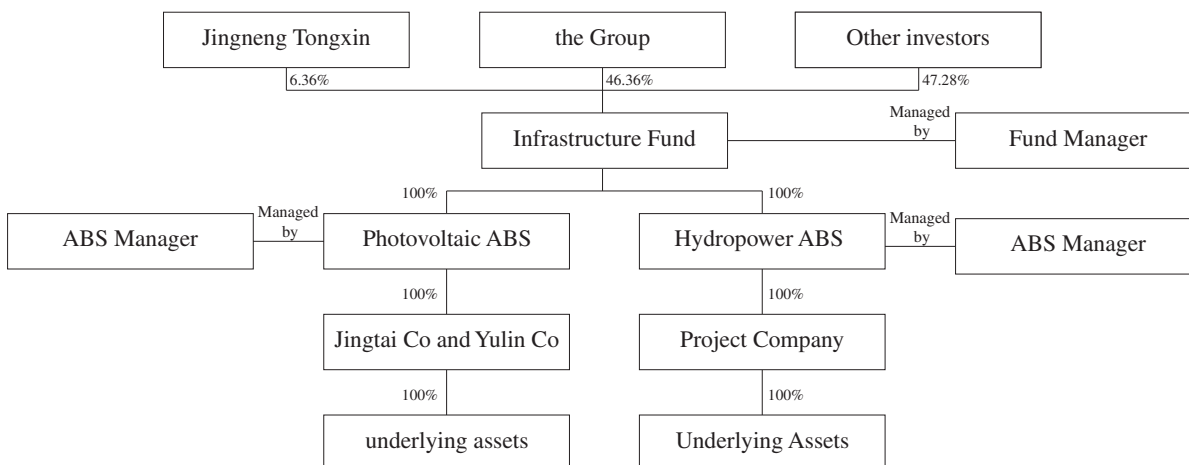 Jingneng Tongxin
the Group
Other investors
6.36%
46.36%
47.28%
Infrastructure Fund
Managed
by
Fund Manager
100%
100%
ABS Manager
Managed
by
Photovoltaic ABS
Hydropower ABS
Managed
by
ABS Manager
100%
100%
Jingtai Co and Yulin Co
Project Company
100%
100%
underlying assets
Underlying Assets